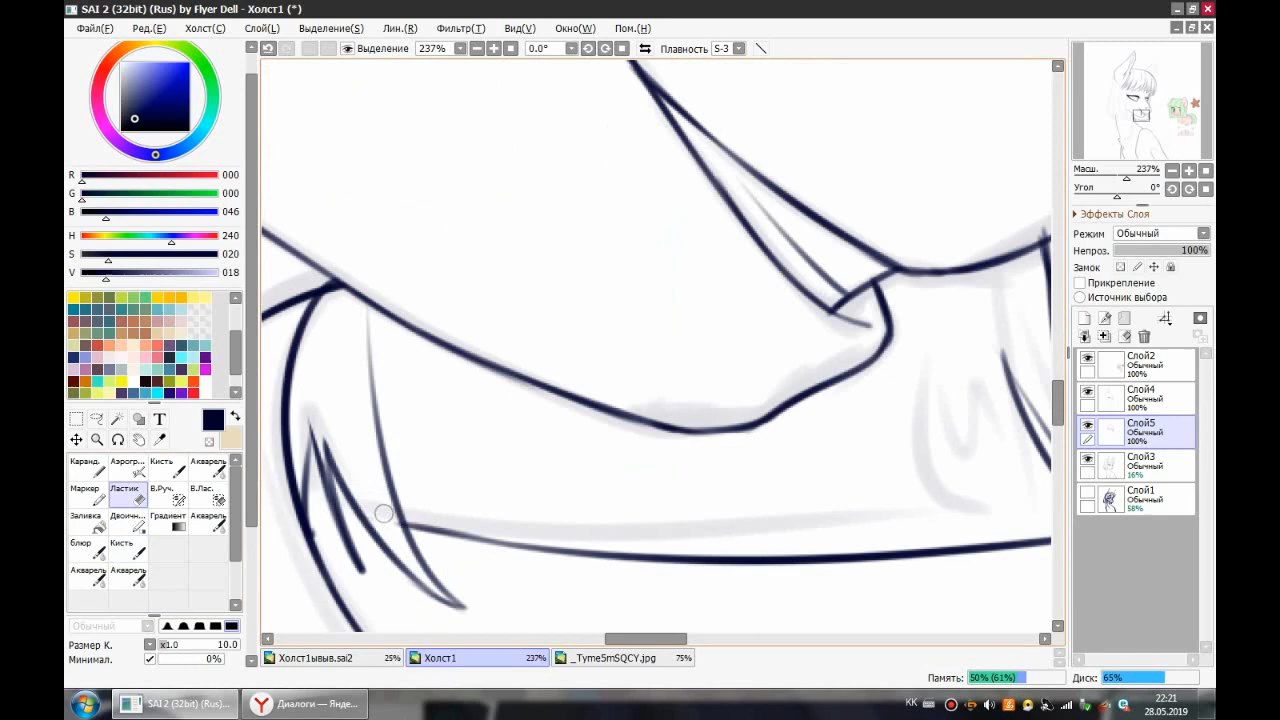 SAI 2 (32bit) (Rus) by Flyer Dell - Холст1 (*)
Файл(F) Ред.(E) Холст(C) Слой(L) Выделение(S) Лин.(R) Фильтр(T) Вид(V) Окно(W) Пом.(H)
Выделение 237% 0.0° Плавность S-3
R 000
G 000
B 046
H 240
S 020
V 018
T
Каранд. Аэрогр... Кисть Акварель
Маркер Ластик В.Руч. В.Лас.
Заливка Двоичн... Градиент Акварель
блюр Кисть
Акварель Акварель
Обычный
Размер К. x1.0 10.0
Минимал. 0%
Масш. 237%
Угол 0°
Эффекты Слоя
Режим Обычный
Непроз. 100%
Замок
Прикрепление
Источник выбора
Слой2
Обычный
100%
Слой4
Обычный
100%
Слой5
Обычный
100%
Слой3
Обычный
16%
Слой1
Обычный
58%
Холст1ывыв.sai2 25% Холст1 237% _Tyme5mSQCY.jpg 75%
Память: 50% (61%) Диск: 65%
SAI 2 (32bit) (Rus)... Диалоги — Янде...
KK 22:21
28.05.2019